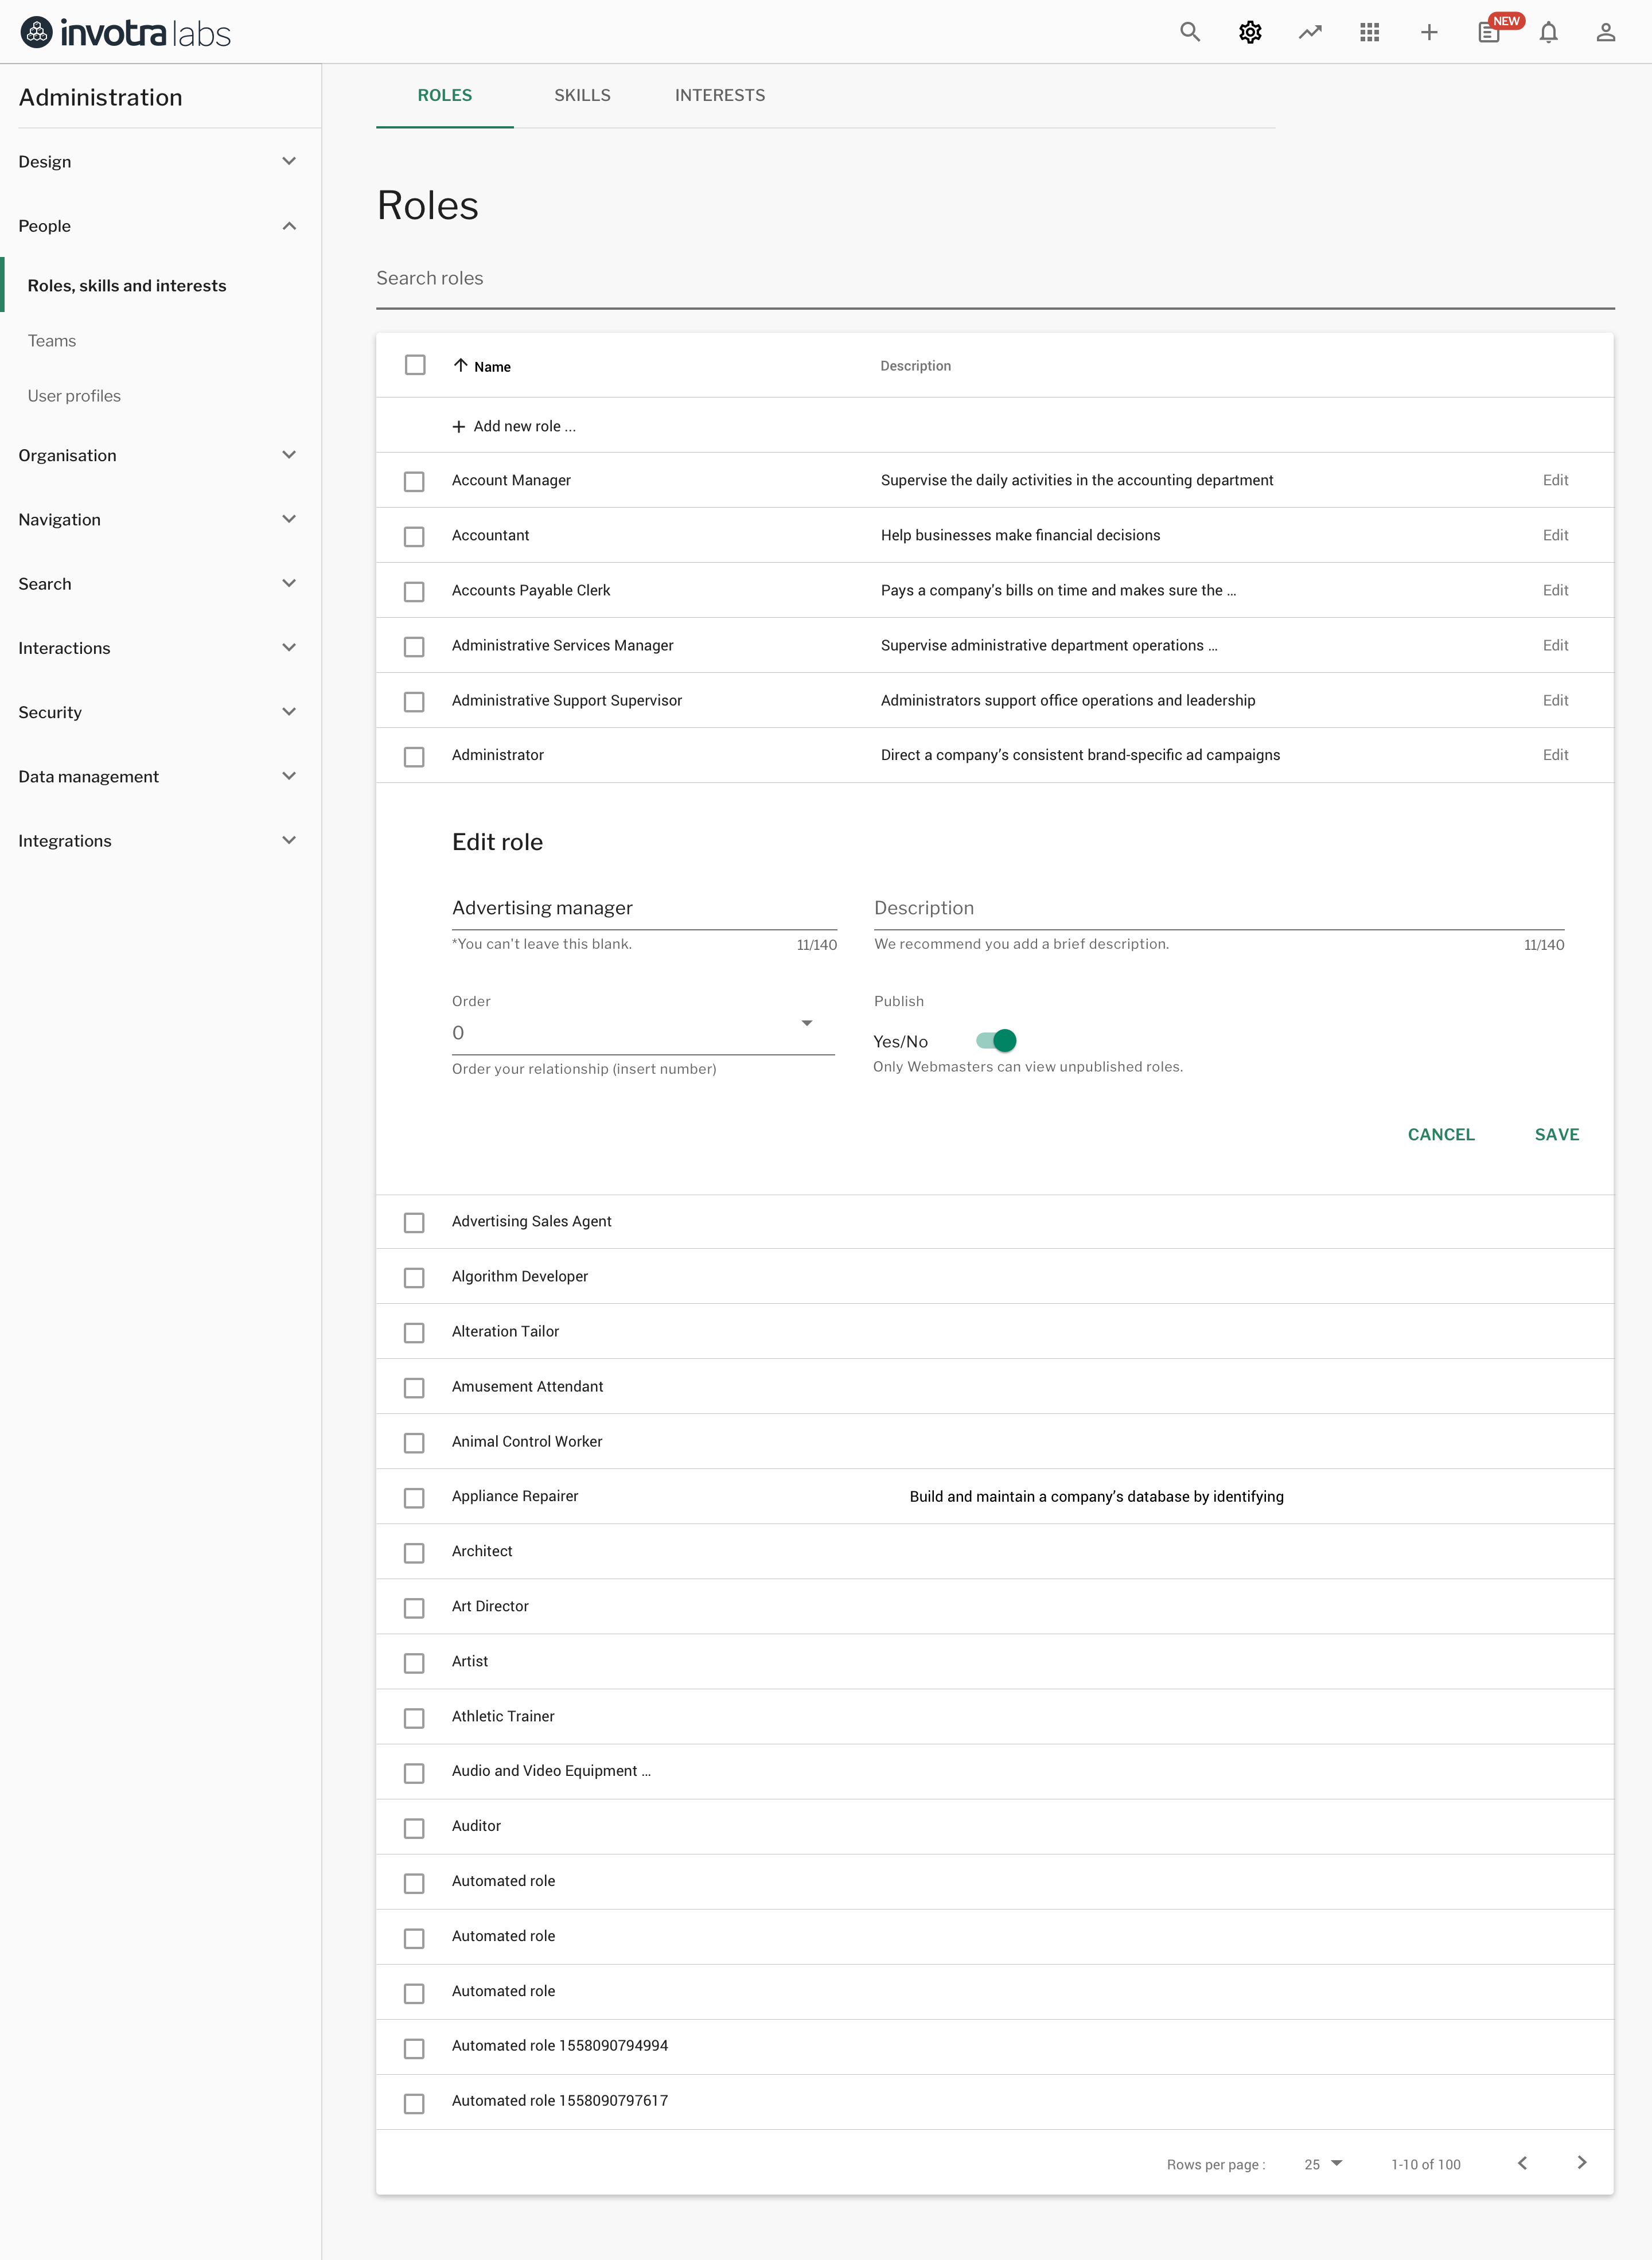 invotra labs
NEW
Administration
ROLES SKILLS INTERESTS
Design
People
Roles, skills and interests
Teams
User profiles
Organisation
Navigation
Search
Interactions
Security
Data management
Integrations
Roles
Search roles
Name Description
Add new role ...
Account Manager Supervise the daily activities in the accounting department Edit
Accountant Help businesses make financial decisions Edit
Accounts Payable Clerk Pays a company's bills on time and makes sure the ... Edit
Administrative Services Manager Supervise administrative department operations ... Edit
Administrative Support Supervisor Administrators support office operations and leadership Edit
Administrator Direct a company's consistent brand-specific ad campaigns Edit
Edit role
Advertising manager Description
*You can't leave this blank. 11/140 We recommend you add a brief description. 11/140
Order Publish
0 Yes/No
Order your relationship (insert number) Only Webmasters can view unpublished roles.
CANCEL SAVE
Advertising Sales Agent
Algorithm Developer
Alteration Tailor
Amusement Attendant
Animal Control Worker
Appliance Repairer Build and maintain a company's database by identifying
Architect
Art Director
Artist
Athletic Trainer
Audio and Video Equipment ...
Auditor
Automated role
Automated role
Automated role
Automated role 1558090794994
Automated role 1558090797617
Rows per page : 25 1-10 of 100